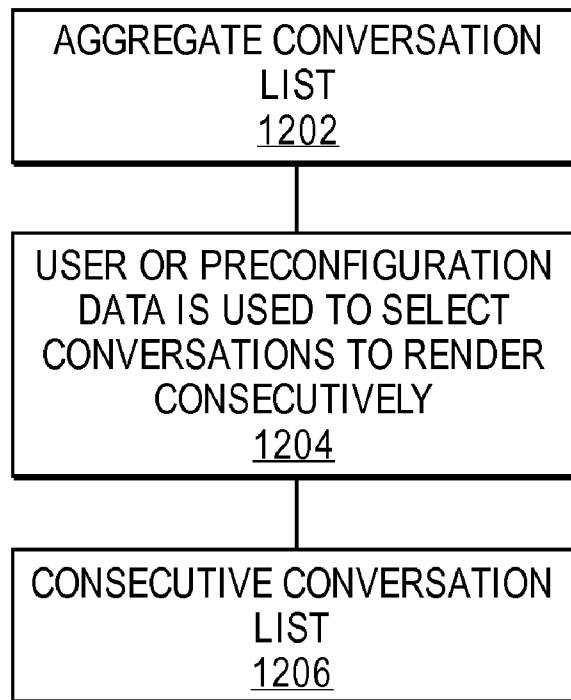 AGGREGATE CONVERSATION
LIST
1202
USER OR PRECONFIGURATION
DATA IS USED TO SELECT
CONVERSATIONS TO RENDER
CONSECUTIVELY
1204
CONSECUTIVE CONVERSATION
LIST
1206